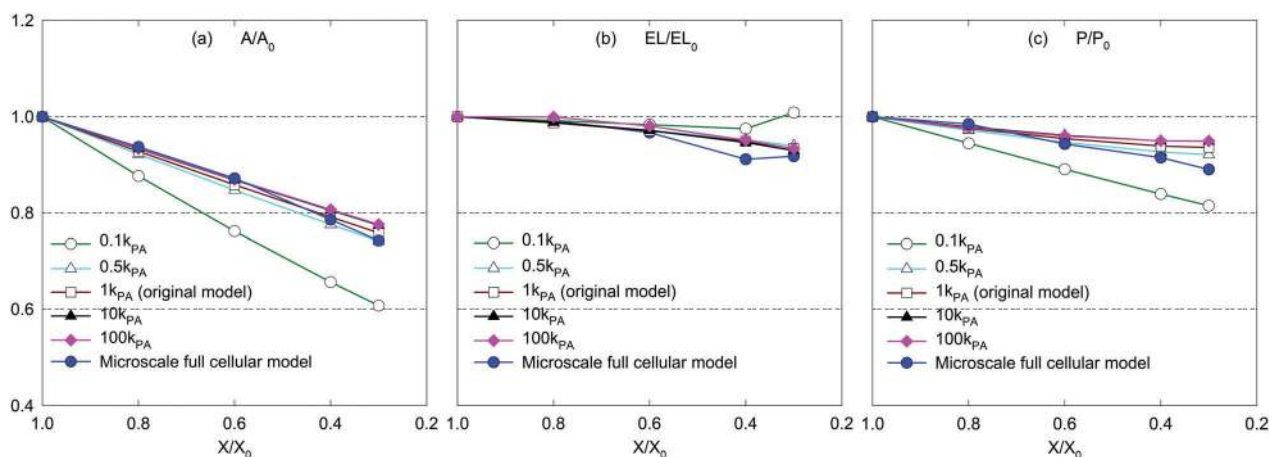 (a) A/A0
1.2
1.0
0.8
0.6
0.4
0.1kPA
0.5kPA
1kPA (original model)
10kPA
100kPA
Microscale full cellular model
1.0 0.8 0.6 0.4 0.2
X/X0
(b) EL/EL0
0.1kPA
0.5kPA
1kPA (original model)
10kPA
100kPA
Microscale full cellular model
1.0 0.8 0.6 0.4 0.2
X/X0
(c) P/P0
0.1kPA
0.5kPA
1kPA (original model)
10kPA
100kPA
Microscale full cellular model
1.0 0.8 0.6 0.4 0.2
X/X0